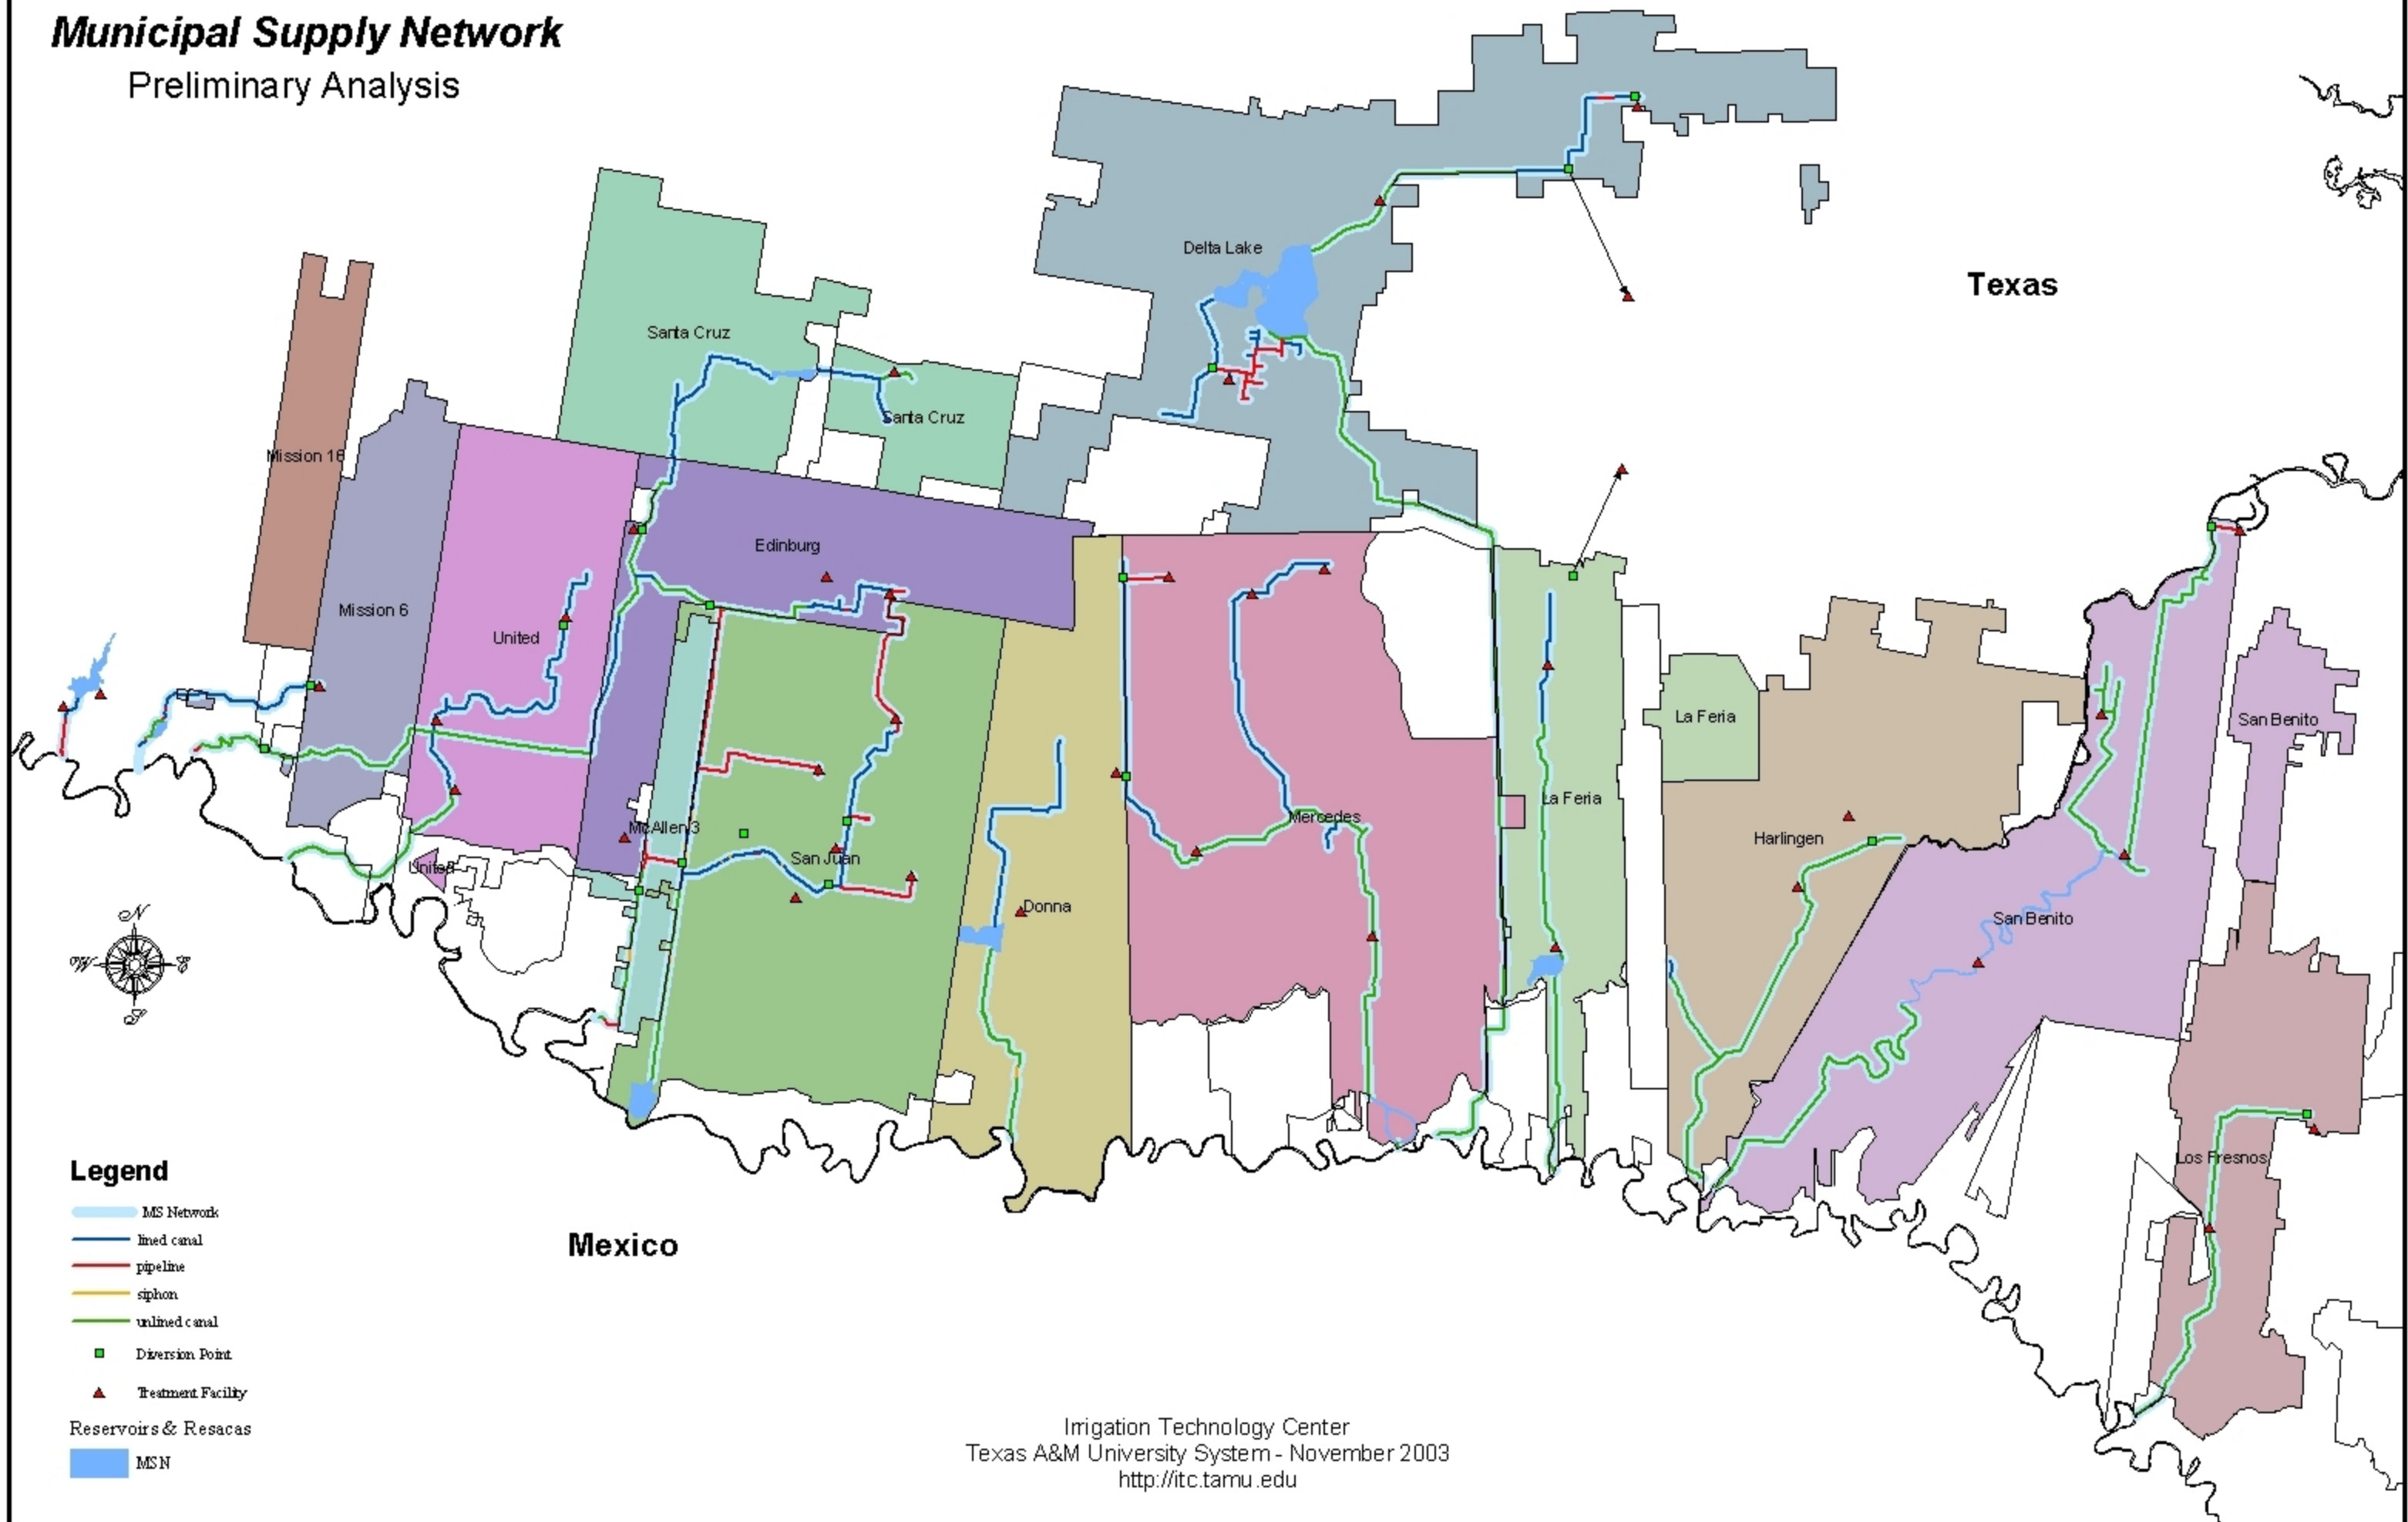 Municipal Supply Network
Preliminary Analysis
Delta Lake
Texas
Santa Cruz
Santa Cruz
Mission 16
Edinburg
Mission 6
United
La Feria
San Benito
La Feria
Mercedes
McAllen 3
Harlingen
San Juan
United
Donna
San Benito
N
W
E
S
Los Fresnos
Legend
MS Network
lined canal
pipeline
siphon
unlined canal
Diversion Point
Treatment Facility
Reservoirs & Resacas
MSN
Mexico
Irrigation Technology Center
Texas A&M University System - November 2003
http://itc.tamu.edu